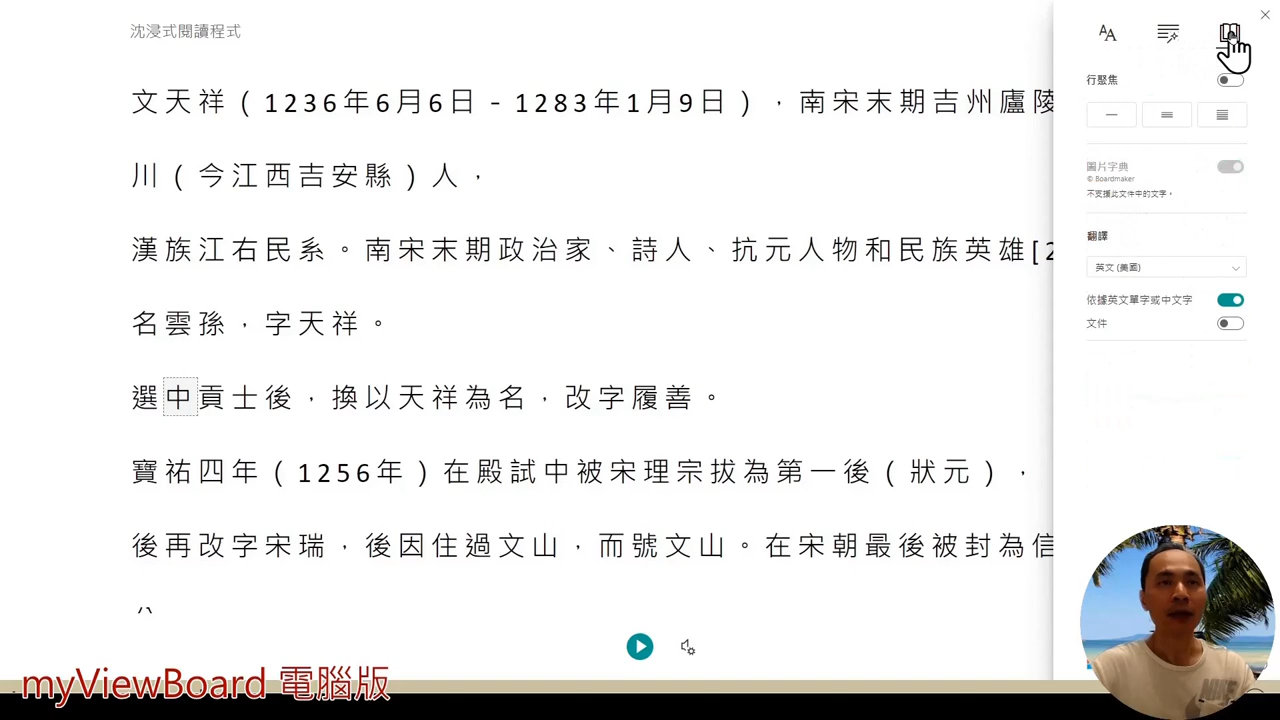 沈浸式閱讀程式
文天祥（1236年6月6日－1283年1月9日），南宋末期吉州廬陵
川（今江西吉安縣）人，
漢族江右民系。南宋末期政治家、詩人、抗元人物和民族英雄[2
名雲孫，字天祥。
選中貢士後，換以天祥為名，改字履善。
寶祐四年（1256年）在殿試中被宋理宗拔為第一後（狀元），
後再改字宋瑞，後因住過文山，而號文山。在宋朝最後被封為信
行聚焦
圖片字典
© Boardmaker
不支援此文件中的文字。
翻譯
英文 (美國)
依據英文單字或中文字
文件
myViewBoard 電腦版